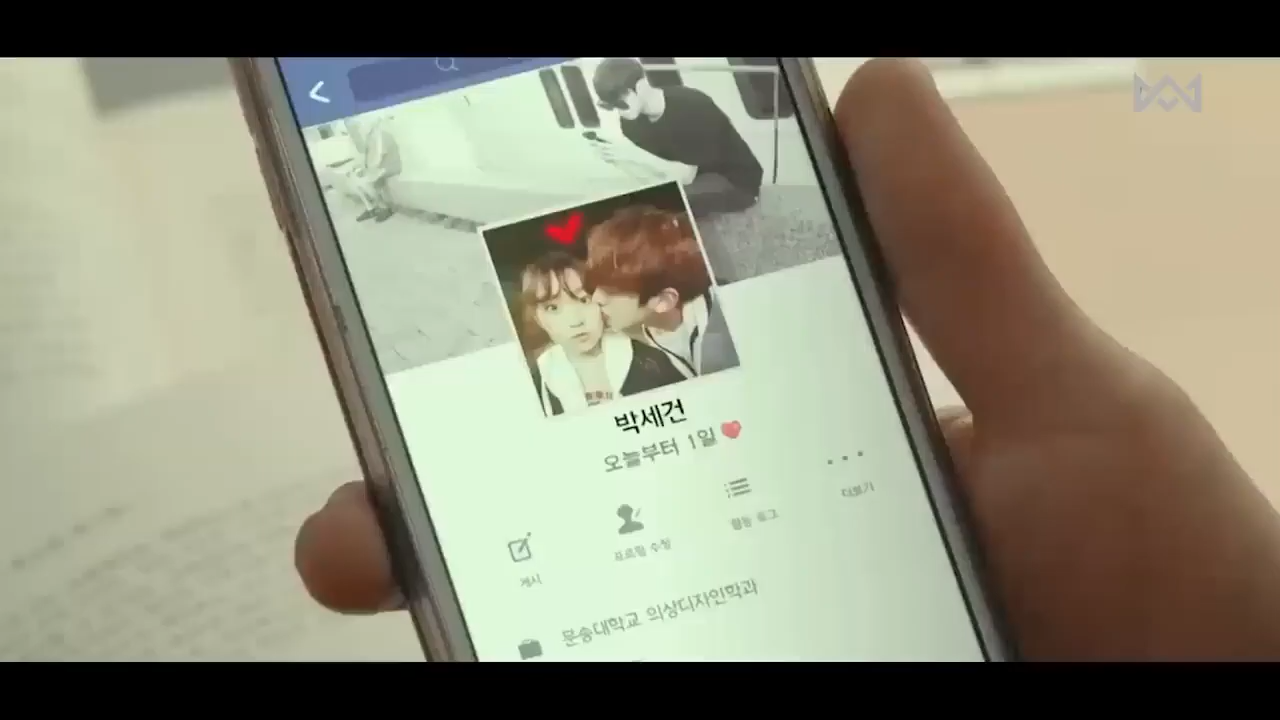 박세건
오늘부터 1일
게시
프로필 수정
활동 로그
더보기
문송대학교 의상디자인학과